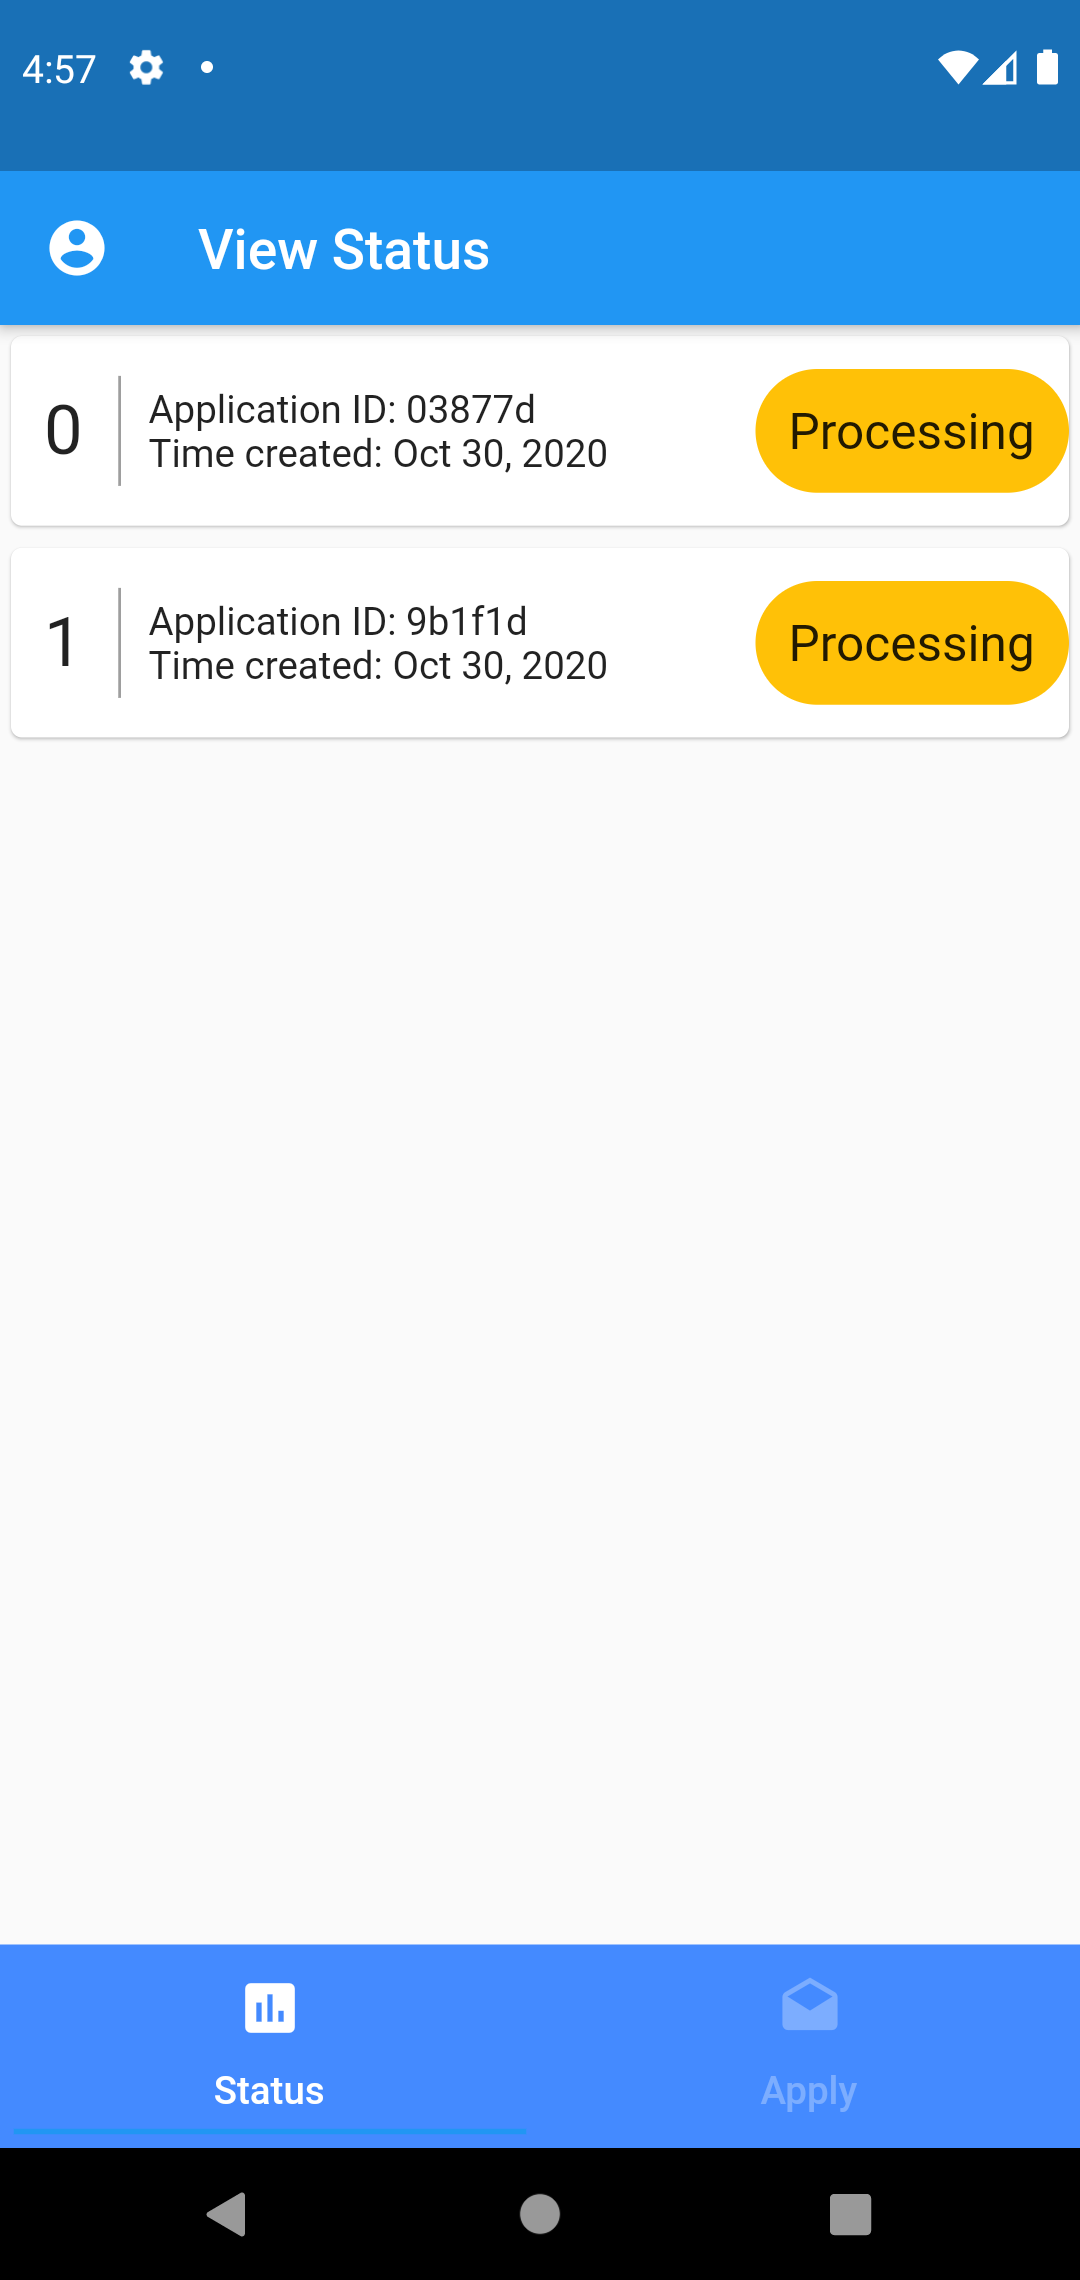 4:57
View Status
0
Application ID: 03877d
Time created: Oct 30, 2020
Processing
1
Application ID: 9b1f1d
Time created: Oct 30, 2020
Processing
Status
Apply